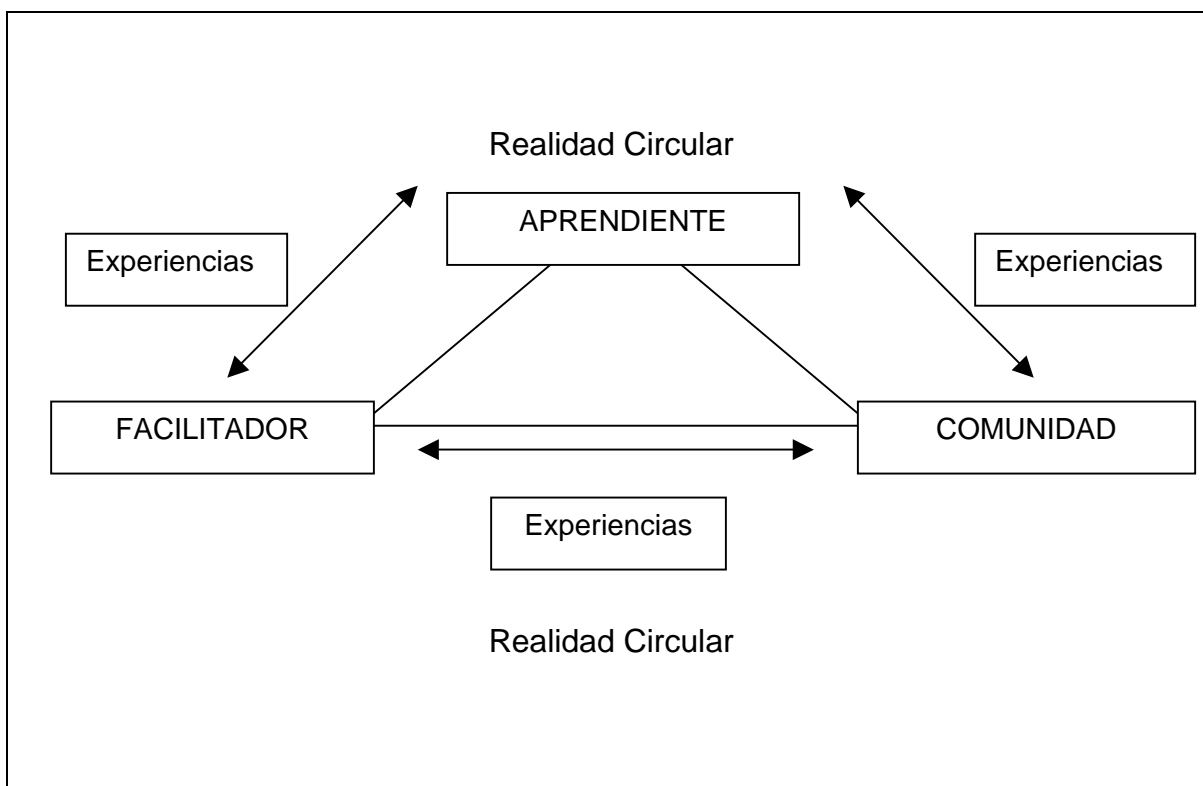 Realidad Circular
APRENDIENTE
Experiencias
Experiencias
FACILITADOR
COMUNIDAD
Experiencias
Realidad Circular